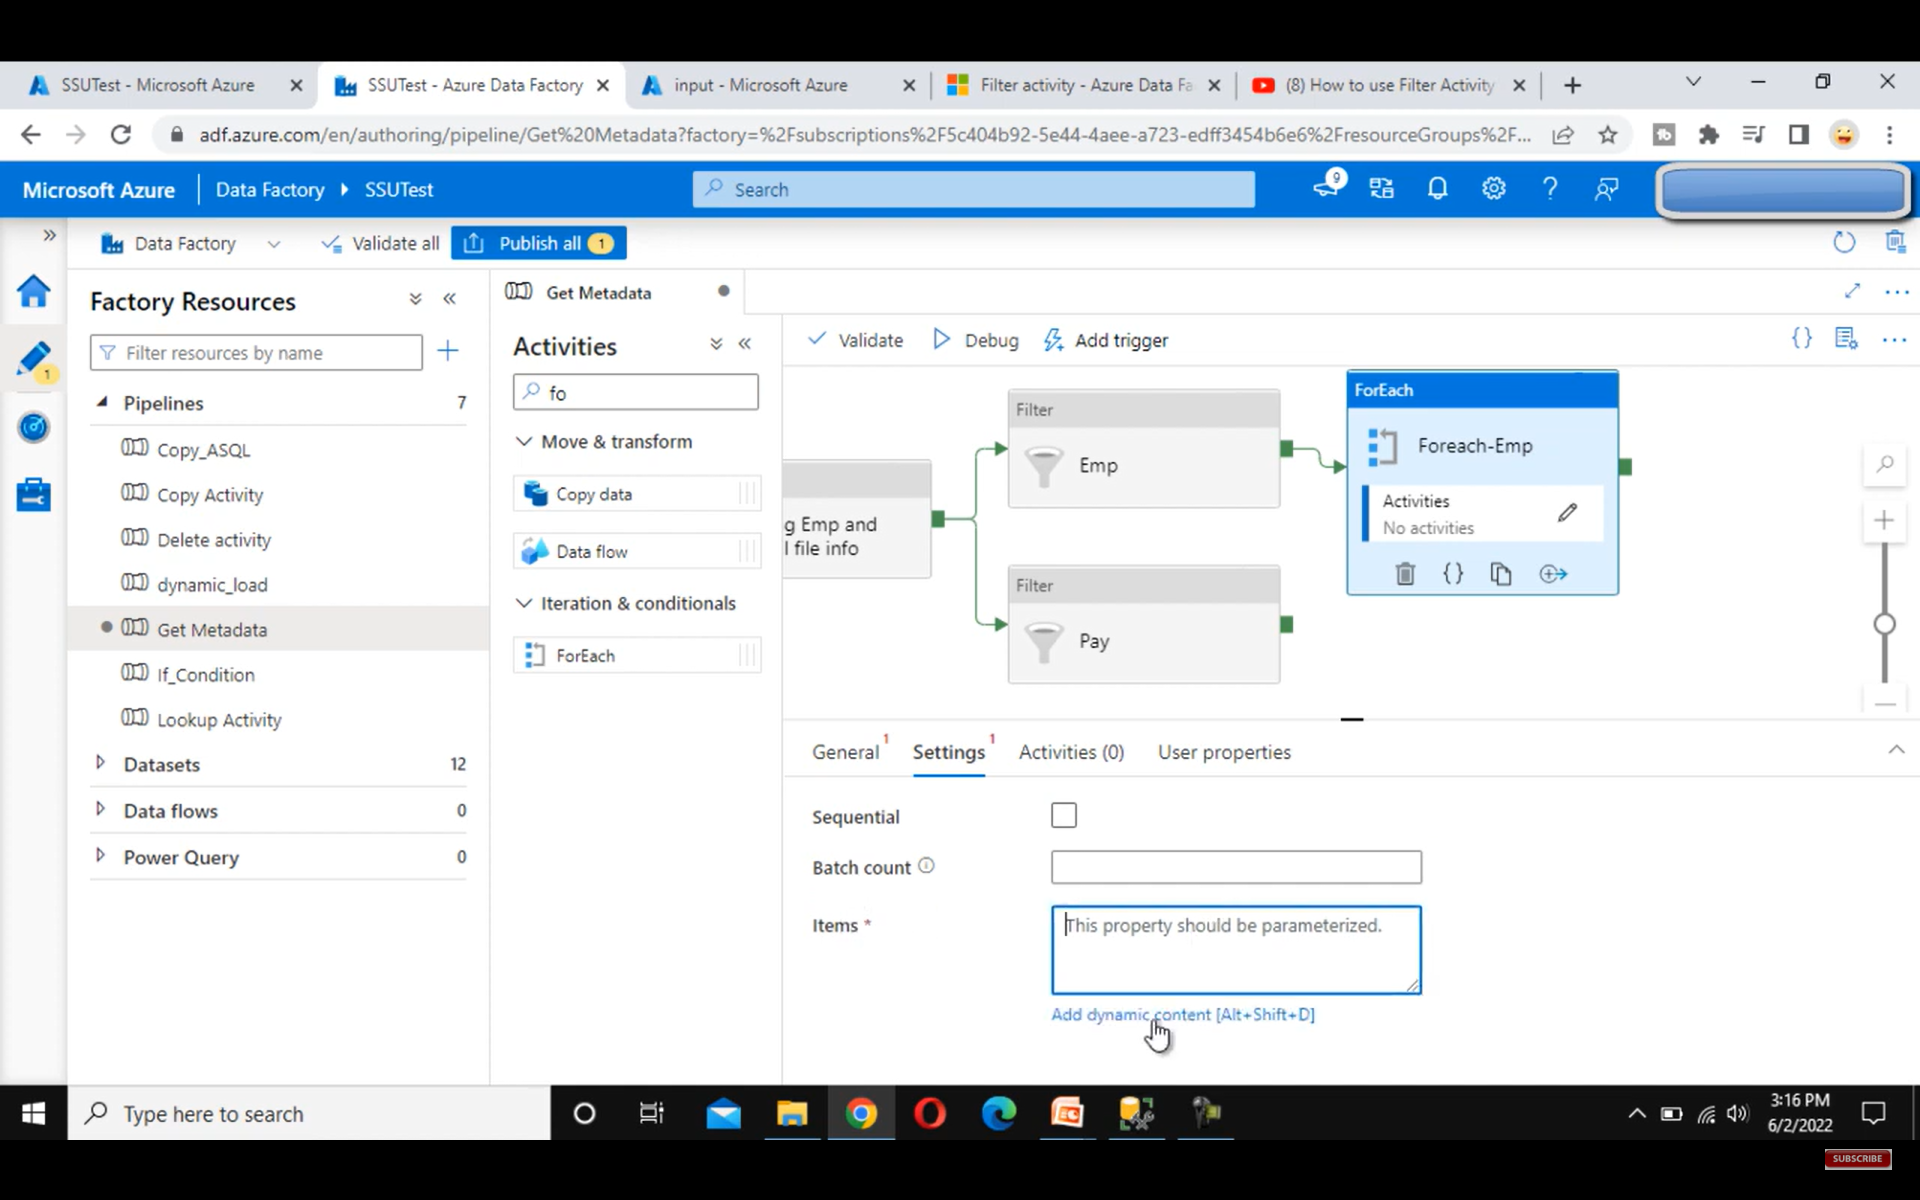 SSUTest - Microsoft Azure
SSUTest - Azure Data Factory
input - Microsoft Azure
Filter activity - Azure Data Fa
(8) How to use Filter Activity
adf.azure.com/en/authoring/pipeline/Get%20Metadata?factory=%2Fsubscriptions%2F5c404b92-5e44-4aee-a723-edff3454b6e6%2FresourceGroups%2F...
Microsoft Azure
Data Factory
SSUTest
Search
9
Data Factory
Validate all
Publish all
1
Factory Resources
Filter resources by name
1
Pipelines
7
Copy_ASQL
Copy Activity
Delete activity
dynamic_load
Get Metadata
If_Condition
Lookup Activity
Datasets
12
Data flows
0
Power Query
0
Get Metadata
Activities
fo
Move & transform
Copy data
Data flow
Iteration & conditionals
ForEach
Validate
Debug
Add trigger
g Emp and
l file info
Filter
Emp
Filter
Pay
ForEach
Foreach-Emp
Activities
No activities
General 1
Settings 1
Activities (0)
User properties
Sequential
Batch count
Items *
This property should be parameterized.
Add dynamic content [Alt+Shift+D]
Type here to search
3:16 PM
6/2/2022
SUBSCRIBE